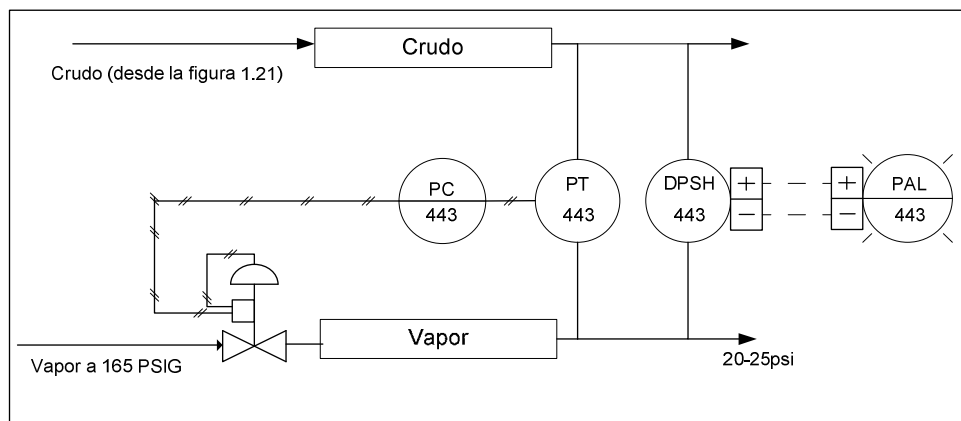 Crudo
Crudo (desde la figura 1.21)
PC
443
PT
443
DPSH
443
+
−
+
−
PAL
443
Vapor
Vapor a 165 PSIG
20-25psi